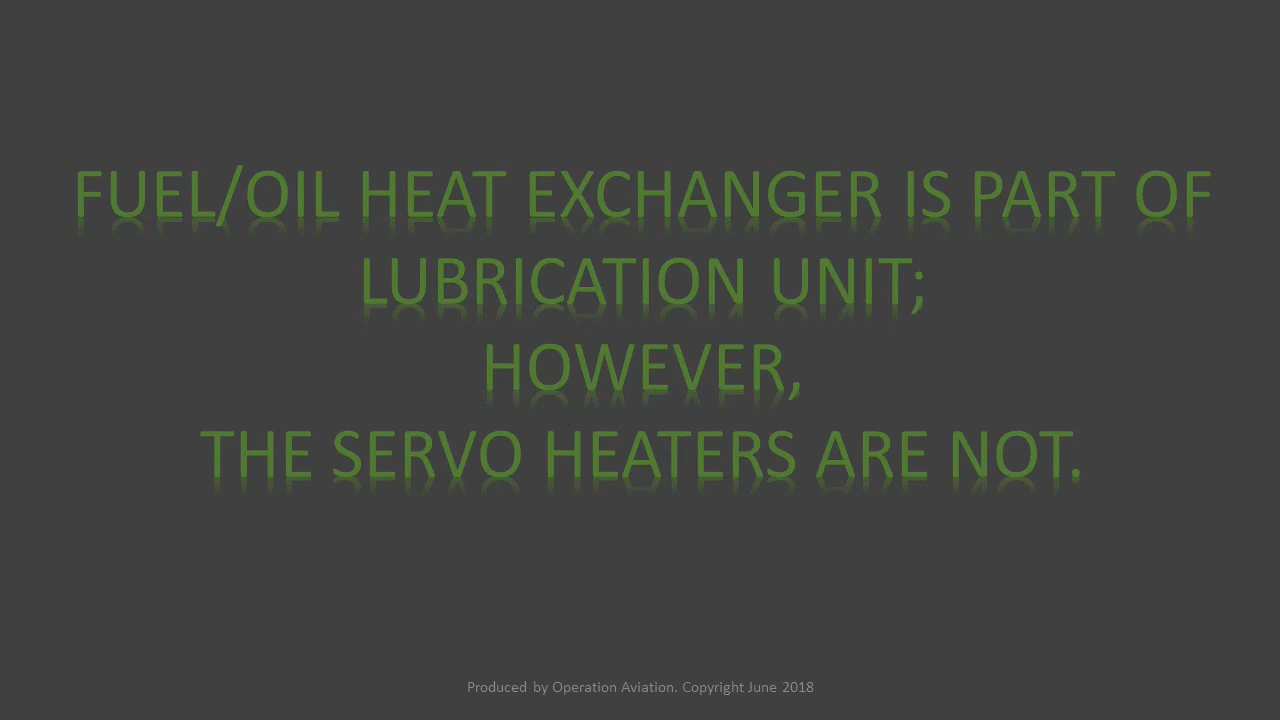 FUEL/OIL HEAT EXCHANGER IS PART OF
LUBRICATION UNIT;
HOWEVER,
THE SERVO HEATERS ARE NOT.
Produced by Operation Aviation. Copyright June 2018